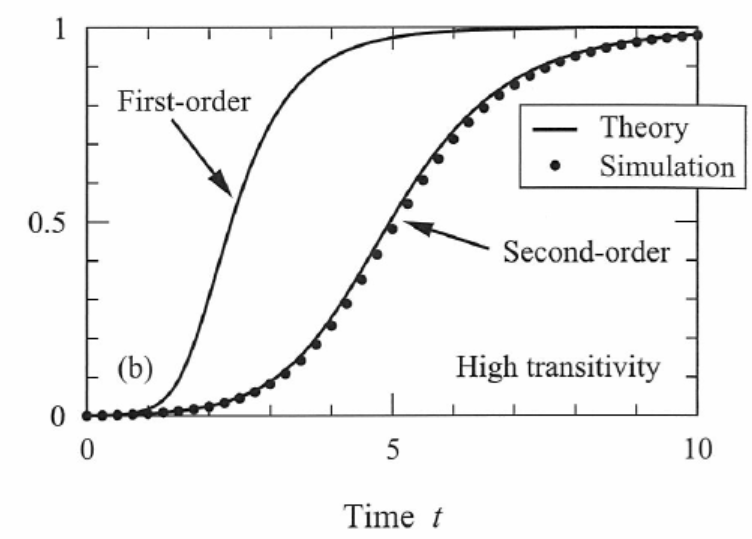 1
First-order
Theory
Simulation
0.5
Second-order
(b)
High transitivity
0
0
5
10
Time t